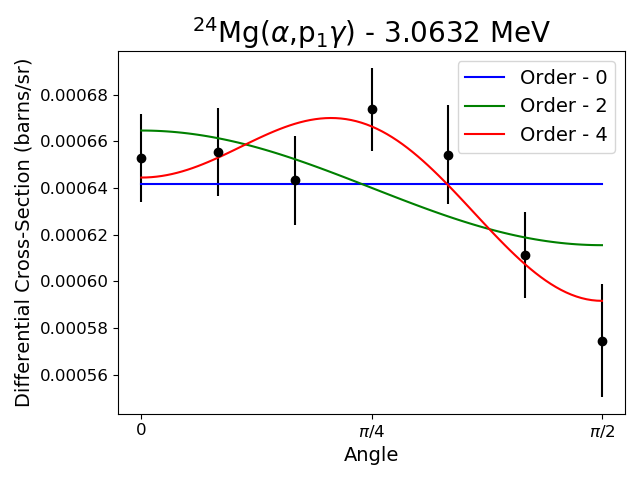 ²⁴Mg(α,p₁γ) - 3.0632 MeV
Differential Cross-Section (barns/sr)
0.00068
0.00066
0.00064
0.00062
0.00060
0.00058
0.00056
Order - 0
Order - 2
Order - 4
0
π/4
π/2
Angle